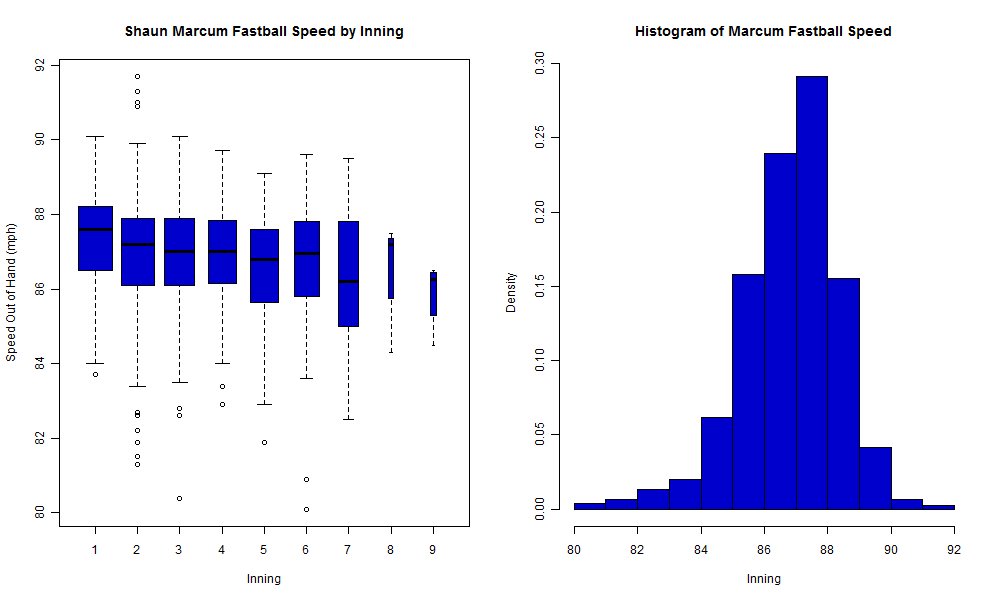 Shaun Marcum Fastball Speed by Inning
Speed Out of Hand (mph)
92
90
88
86
84
82
80
1 2 3 4 5 6 7 8 9
Inning
Histogram of Marcum Fastball Speed
Density
0.30
0.25
0.20
0.15
0.10
0.05
0.00
80 82 84 86 88 90 92
Inning